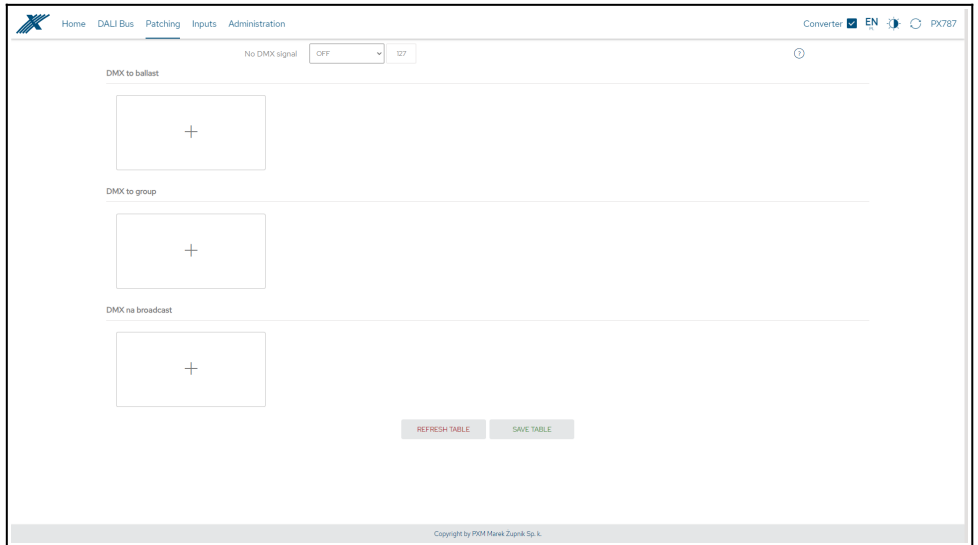 Home DALI Bus Patching Inputs Administration Converter EN PL PX787
No DMX signal OFF 127 ?
DMX to ballast
+
DMX to group
+
DMX na broadcast
+
REFRESH TABLE SAVE TABLE
Copyright by PXM Marek Żupnik Sp. k.